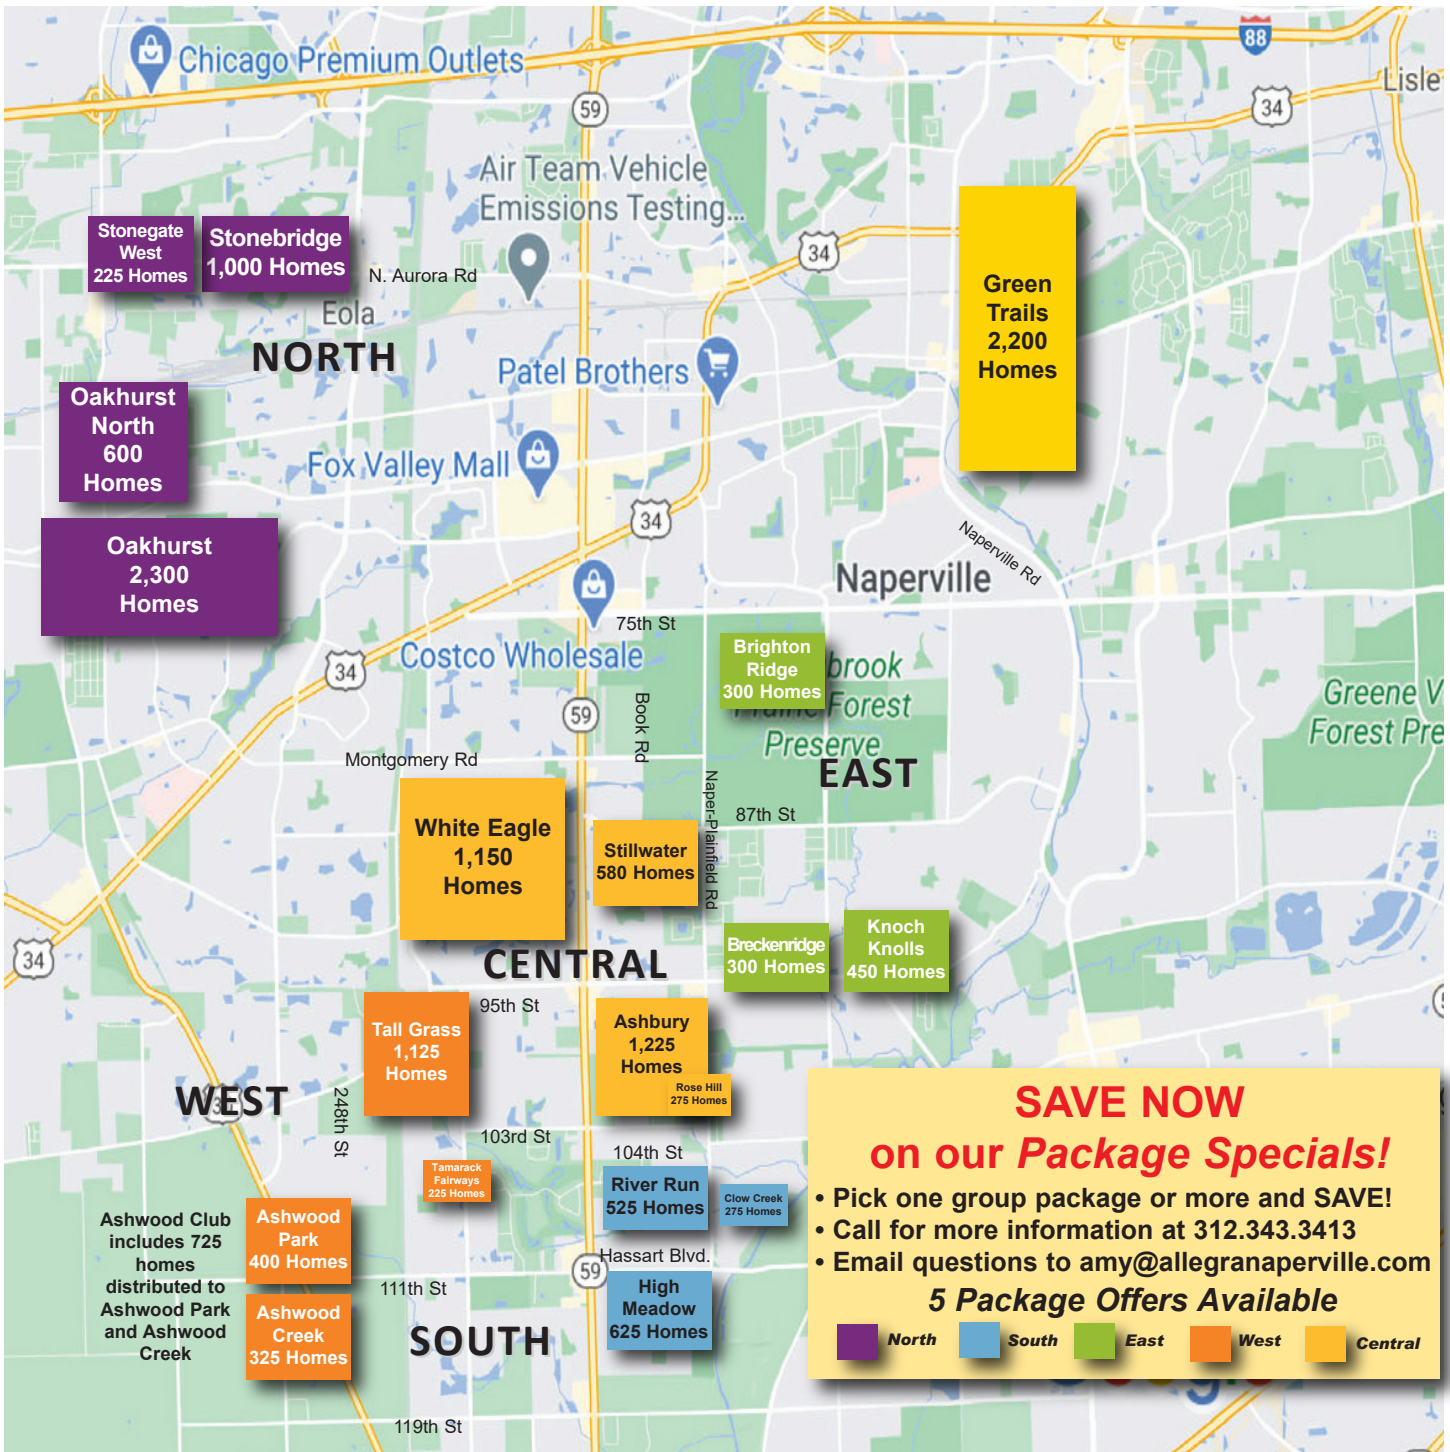 Chicago Premium Outlets
88
Lisle
59
34
Air Team Vehicle
Emissions Testing...
Stonegate
West
225 Homes
Stonebridge
1,000 Homes
N. Aurora Rd
34
Eola
NORTH
Green
Trails
2,200
Homes
Patel Brothers
Oakhurst
North
600
Homes
Fox Valley Mall
34
Oakhurst
2,300
Homes
Naperville Rd
Naperville
75th St
Costco Wholesale
34
Brighton
Ridge
300 Homes
brook
Prairie Forest
Preserve
Greene V
Forest Pre
59
Book Rd
Montgomery Rd
EAST
Naper-Plainfield Rd
87th St
White Eagle
1,150
Homes
Stillwater
580 Homes
34
CENTRAL
Breckenridge
300 Homes
Knoch
Knolls
450 Homes
95th St
Tall Grass
1,125
Homes
Ashbury
1,225
Homes
Rose Hill
275 Homes
WEST
248th St
103rd St
104th St
Tamarack
Fairways
225 Homes
River Run
525 Homes
Clow Creek
275 Homes
Ashwood Club
includes 725
homes
distributed to
Ashwood Park
and Ashwood
Creek
Ashwood
Park
400 Homes
Hassart Blvd.
59
111th St
High
Meadow
625 Homes
Ashwood
Creek
325 Homes
SOUTH
119th St
SAVE NOW
on our Package Specials!
• Pick one group package or more and SAVE!
• Call for more information at 312.343.3413
• Email questions to amy@allegranaperville.com
5 Package Offers Available
North
South
East
West
Central